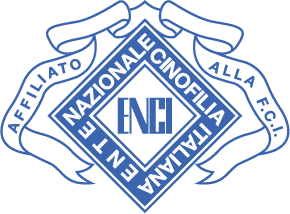 AFFILIATO
ALLA F.C.I.
ENTE NAZIONALE
CINOFILIA ITALIANA
ENCI